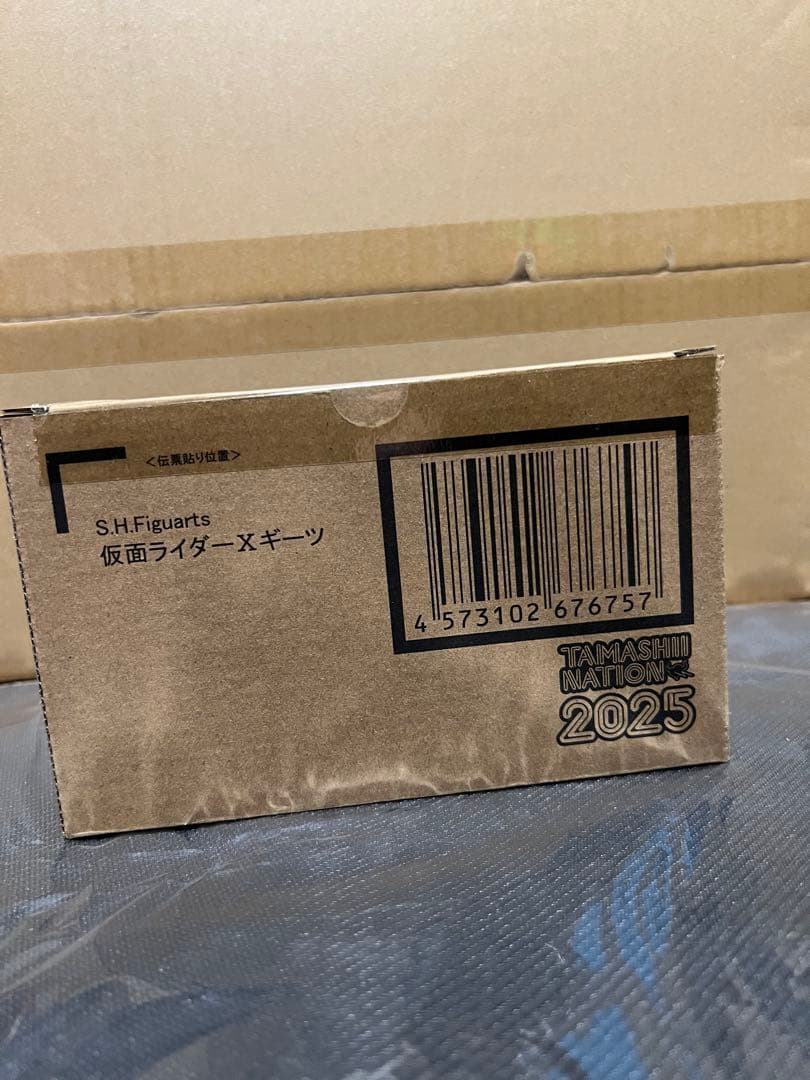 <伝票貼り位置>
S.H.Figuarts
仮面ライダーXギーツ
4 573102 676757
TAMASHII
NATION
2025